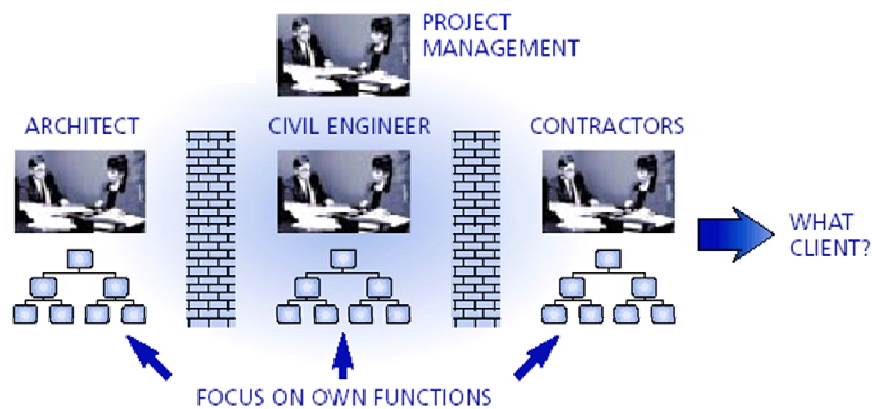 PROJECT
MANAGEMENT
ARCHITECT
CIVIL ENGINEER
CONTRACTORS
WHAT
CLIENT?
FOCUS ON OWN FUNCTIONS